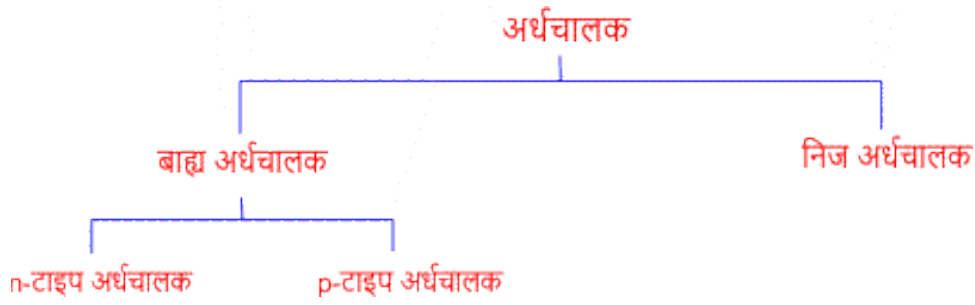 अर्धचालक
बाह्य अर्धचालक
निज अर्धचालक
n-टाइप अर्धचालक
p-टाइप अर्धचालक